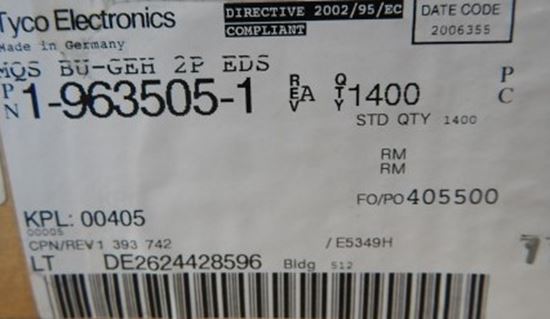 Tyco Electronics
DIRECTIVE 2002/95/EC
COMPLIANT
DATE CODE
2006355
Made in Germany
MQS BU-GEH 2P EDS
PN 1-963505-1 REV A QTY 1400 PC
STD QTY 1400
RM
RM
FO/PO 405500
KPL: 00405
00005
CPN/REV1 393 742 / E5349H
LT DE2624428596 Bldg 512